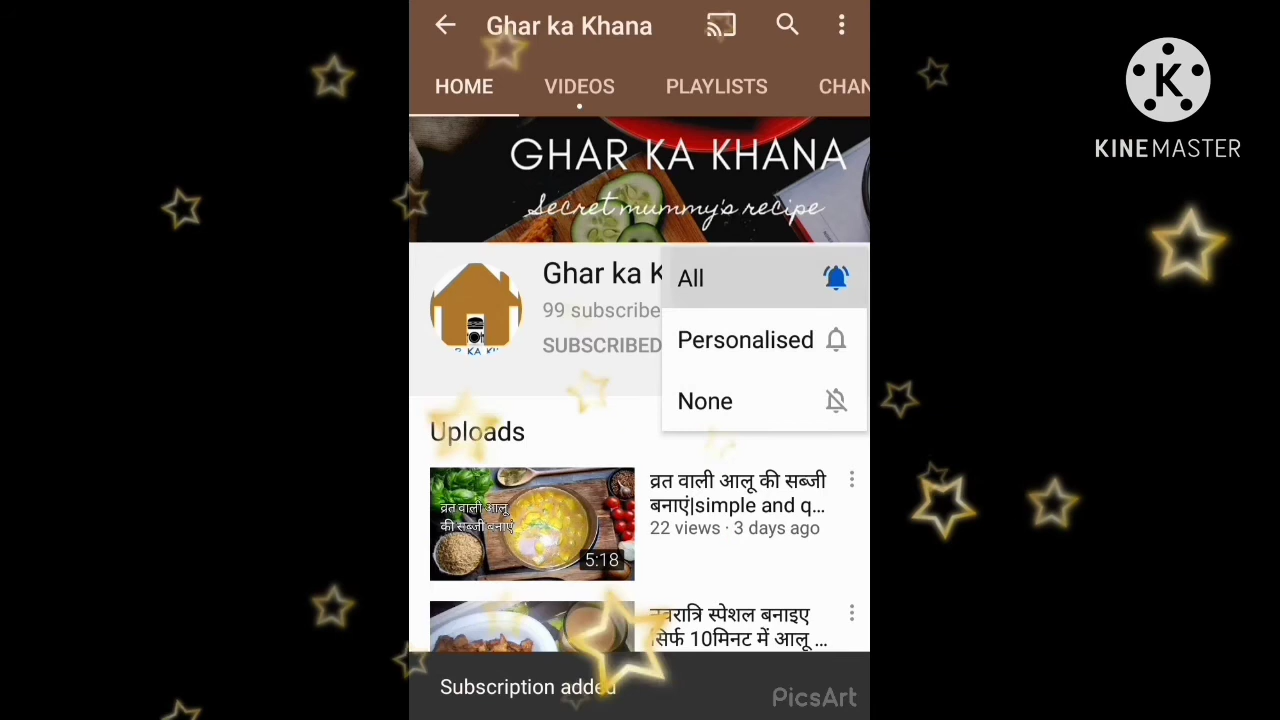 Ghar ka Khana
HOME VIDEOS PLAYLISTS CHAN
K
KINEMASTER
GHAR KA KHANA
Secret mummy's recipe
Ghar ka K
99 subscribe
SUBSCRIBED
All
Personalised
None
Uploads
व्रत वाली आलू
की सब्जी बनाएं
5:18
व्रत वाली आलू की सब्जी
बनाएं|simple and q...
22 views · 3 days ago
नवरात्रि स्पेशल बनाइए
सिर्फ 10मिनट में आलू ...
Subscription added
PicsArt